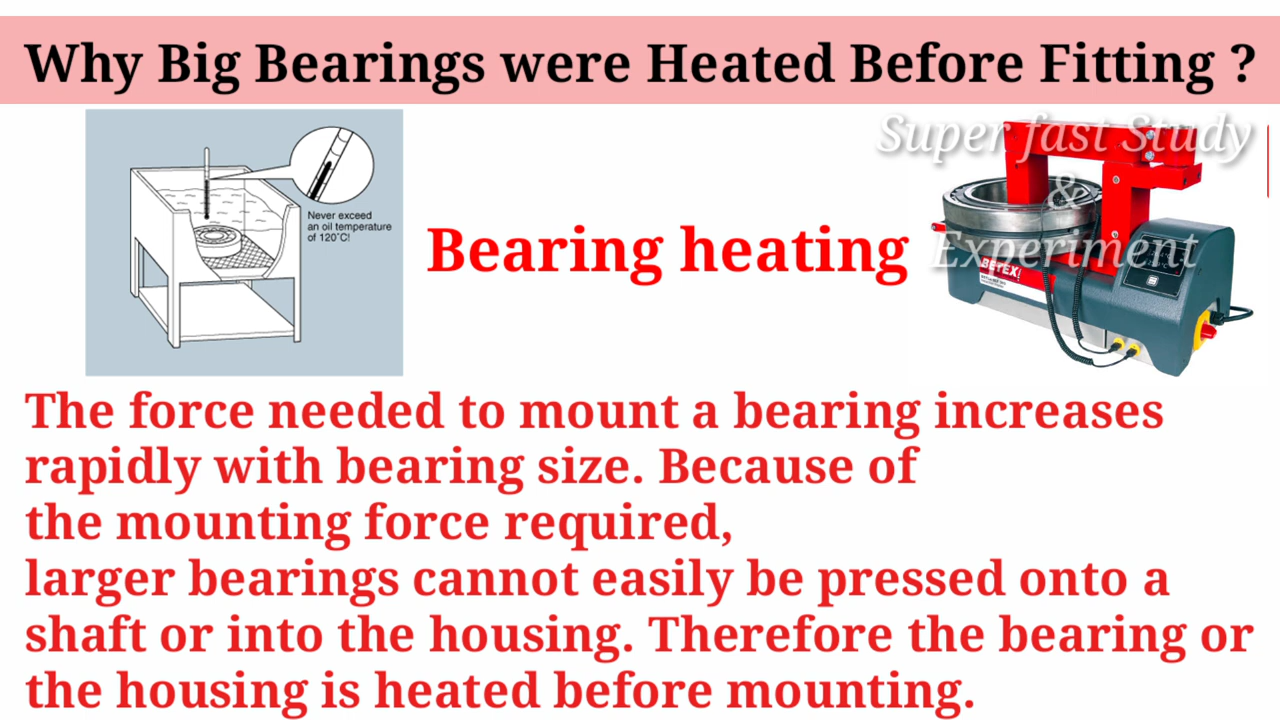 Why Big Bearings were Heated Before Fitting ?
Super fast Study
&
Experiment
Never exceed
an oil temperature
of 120°C!
Bearing heating
BETEX
The force needed to mount a bearing increases
rapidly with bearing size. Because of
the mounting force required,
larger bearings cannot easily be pressed onto a
shaft or into the housing. Therefore the bearing or
the housing is heated before mounting.